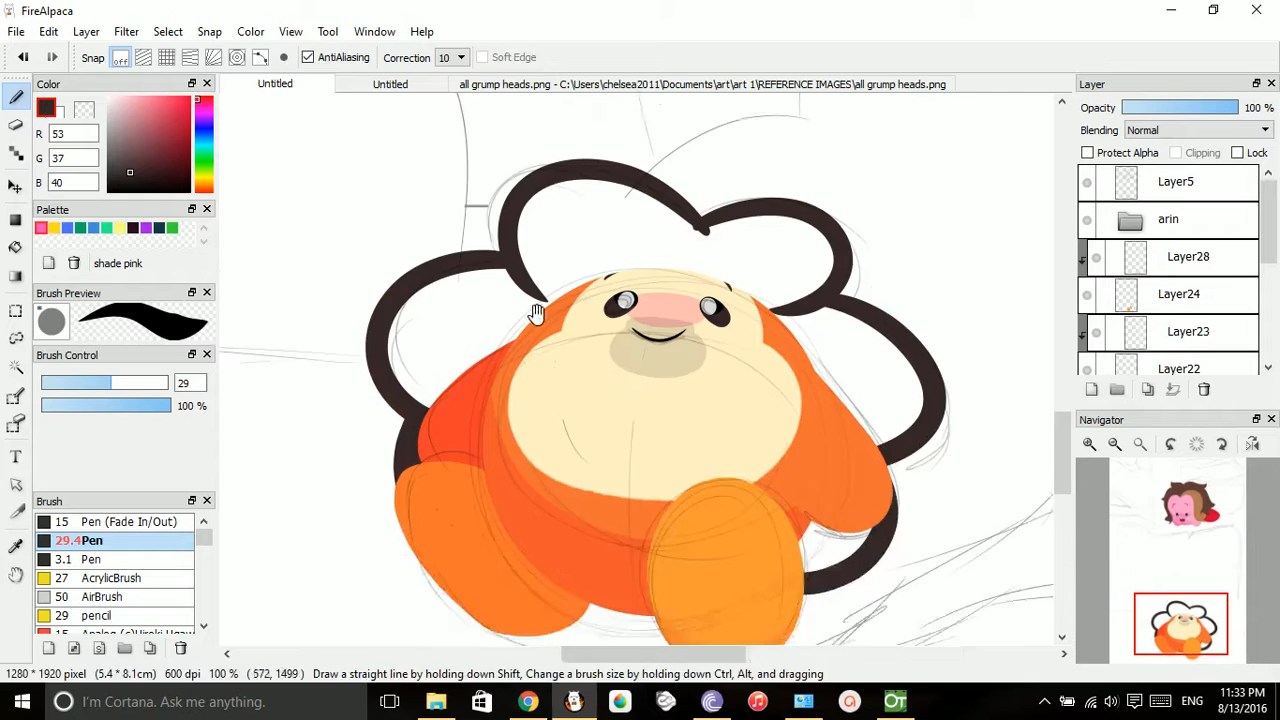 FireAlpaca
File Edit Layer Filter Select Snap Color View Tool Window Help
Snap off AntiAliasing Correction 10 Soft Edge
Color
Untitled Untitled all grump heads.png - C:\Users\chelsea2011\Documents\art\art 1\REFERENCE IMAGES\all grump heads.png
Layer
Opacity 100 %
R 53
Blending Normal
G 37
Protect Alpha Clipping Lock
B 40
Layer5
Palette
arin
Layer28
shade pink
Layer24
Brush Preview
Layer23
Brush Control
Layer22
29
100 %
Navigator
Brush
15 Pen (Fade In/Out)
29.4 Pen
3.1 Pen
27 AcrylicBrush
50 AirBrush
29 pencil
1280 * 1920 pixel (5.4 * 8.1cm) 600 dpi 100 % (572, 1499) Draw a straight line by holding down Shift, Change a brush size by holding down Ctrl, Alt, and dragging
I'm Cortana. Ask me anything.
ENG
11:33 PM
8/13/2016